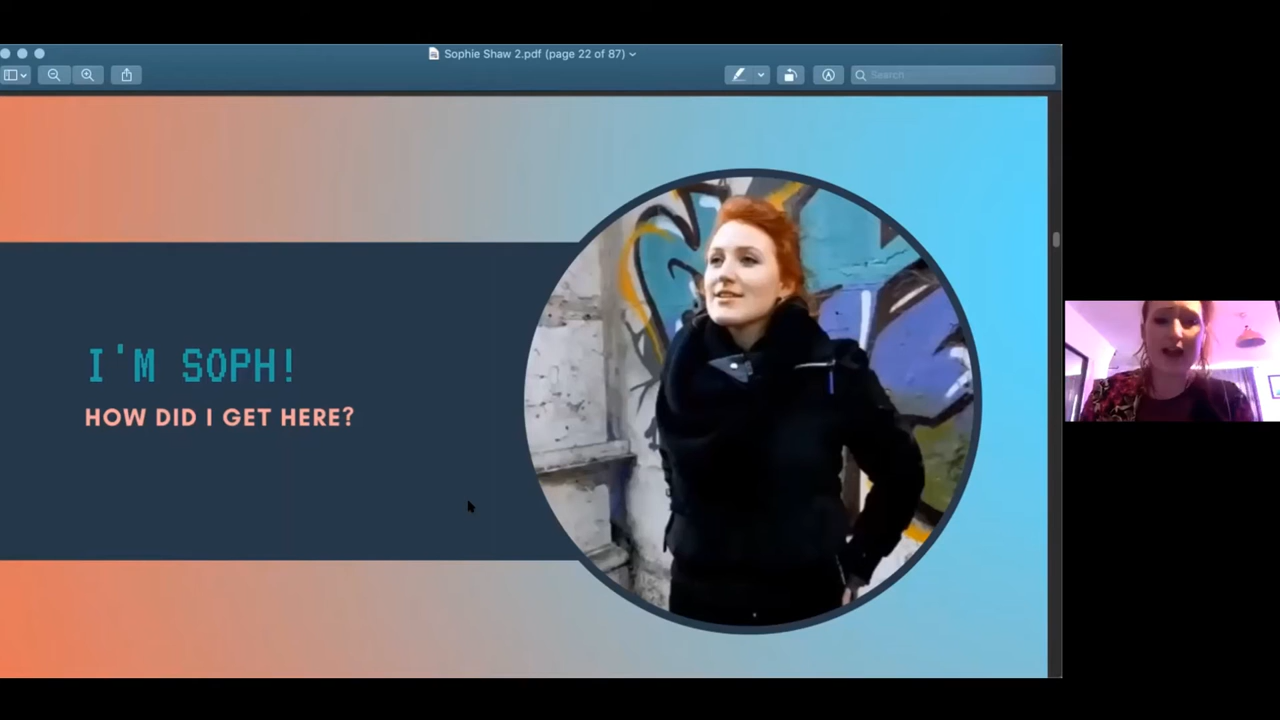 Sophie Shaw 2.pdf (page 22 of 87)
Search
I'M SOPH!
HOW DID I GET HERE?